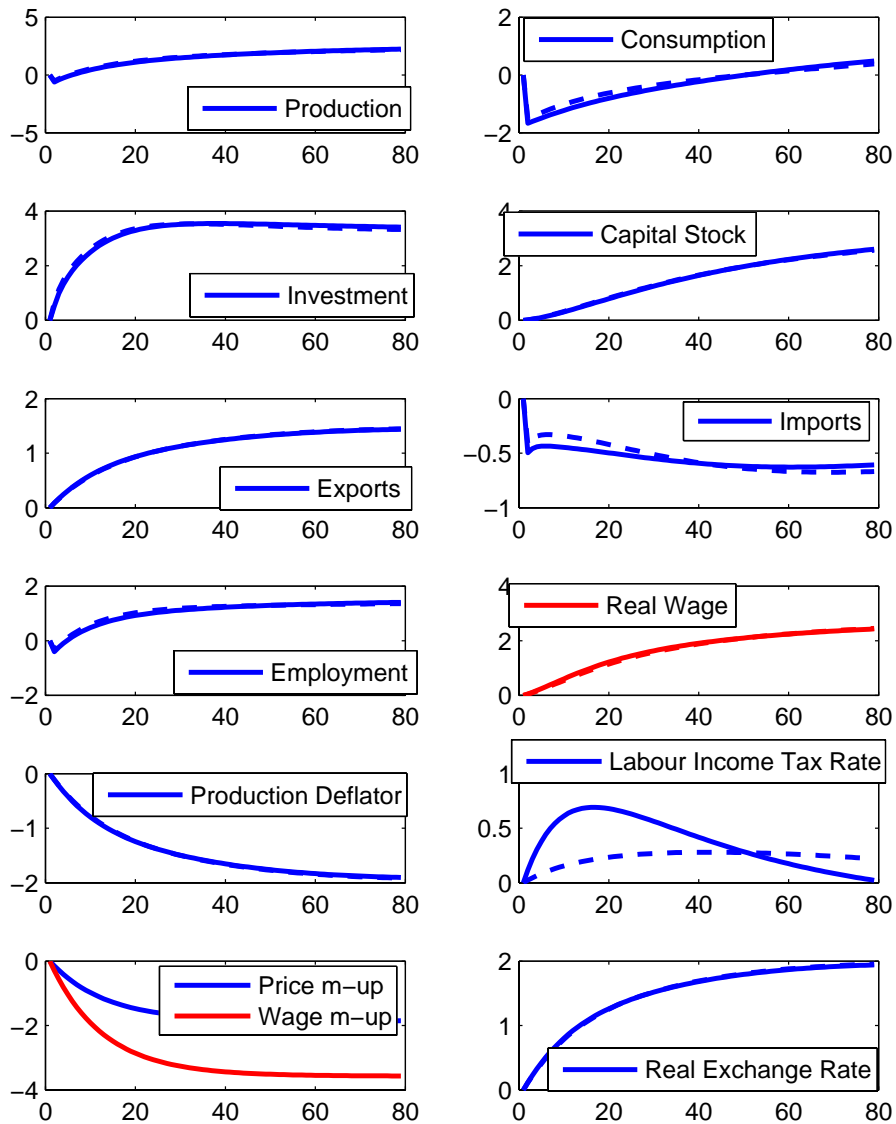 5
0
−5
0 20 40 60 80
Production
2
0
−2
0 20 40 60 80
Consumption
4
2
0
0 20 40 60 80
Investment
4
2
0
0 20 40 60 80
Capital Stock
2
1
0
0 20 40 60 80
Exports
0
−0.5
−1
0 20 40 60 80
Imports
2
0
−2
0 20 40 60 80
Employment
4
2
0
0 20 40 60 80
Real Wage
0
−1
−2
0 20 40 60 80
Production Deflator
1
0.5
0
0 20 40 60 80
Labour Income Tax Rate
0
−2
−4
0 20 40 60 80
Price m−up
Wage m−up
2
1
0
0 20 40 60 80
Real Exchange Rate